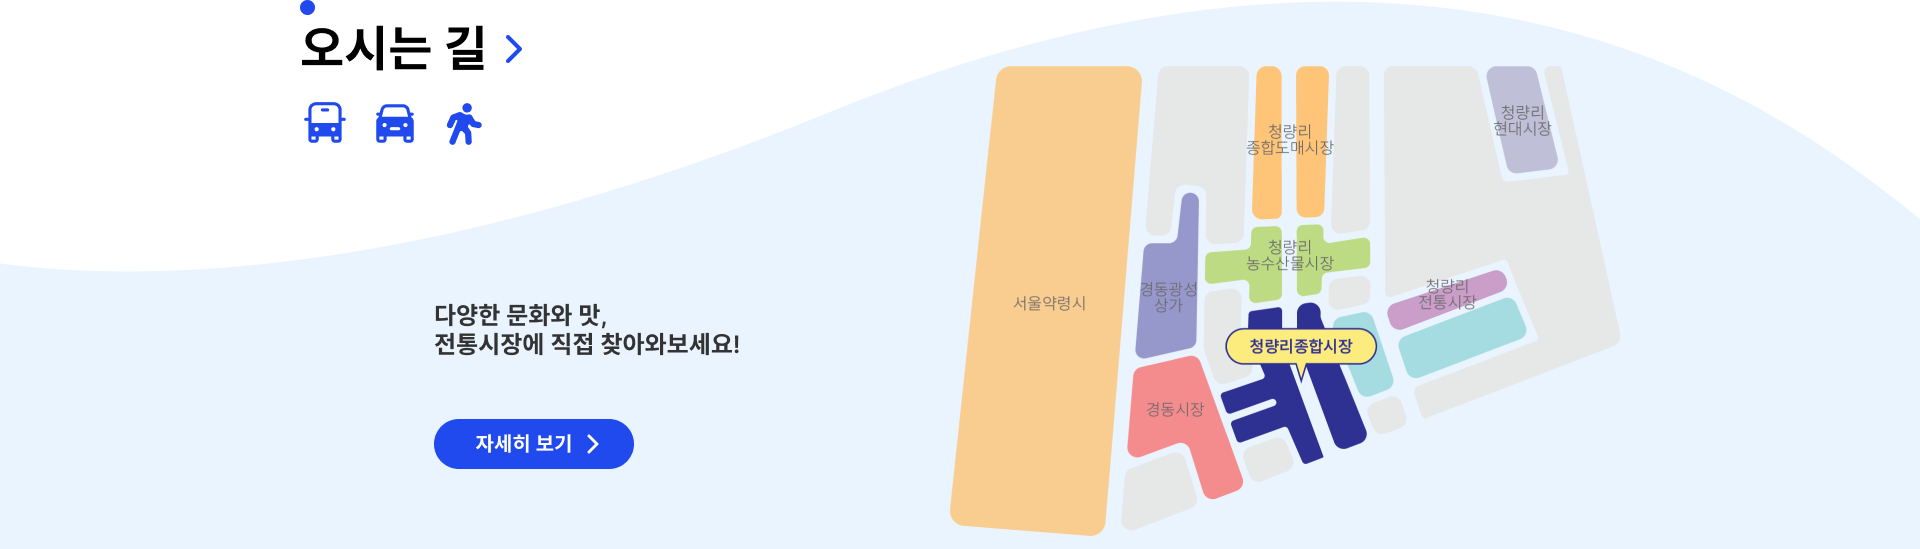 오시는 길
다양한 문화와 맛,
전통시장에 직접 찾아와보세요!
자세히 보기
서울약령시
청량리
종합도매시장
청량리
현대시장
청량리
농수산물시장
경동광성
상가
청량리
전통시장
청량리종합시장
경동시장